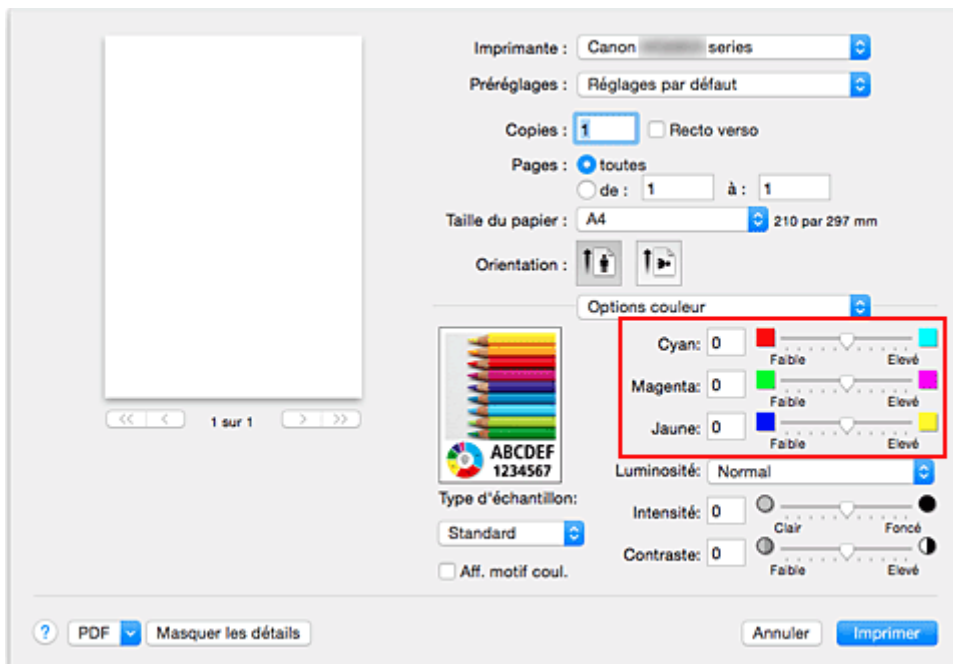 Imprimante : Canon series
Préréglages : Réglages par défaut
Copies : 1 Recto verso
Pages : toutes
de : 1 à : 1
Taille du papier : A4 210 par 297 mm
Orientation :
Options couleur
Cyan: 0
Faible Elevé
Magenta: 0
Faible Elevé
Jaune: 0
Faible Elevé
ABCDEF
1234567
Luminosité: Normal
Type d'échantillon:
Standard
Intensité: 0
Clair Foncé
Contraste: 0
Faible Elevé
Aff. motif coul.
<< < 1 sur 1 > >>
? PDF Masquer les détails Annuler Imprimer